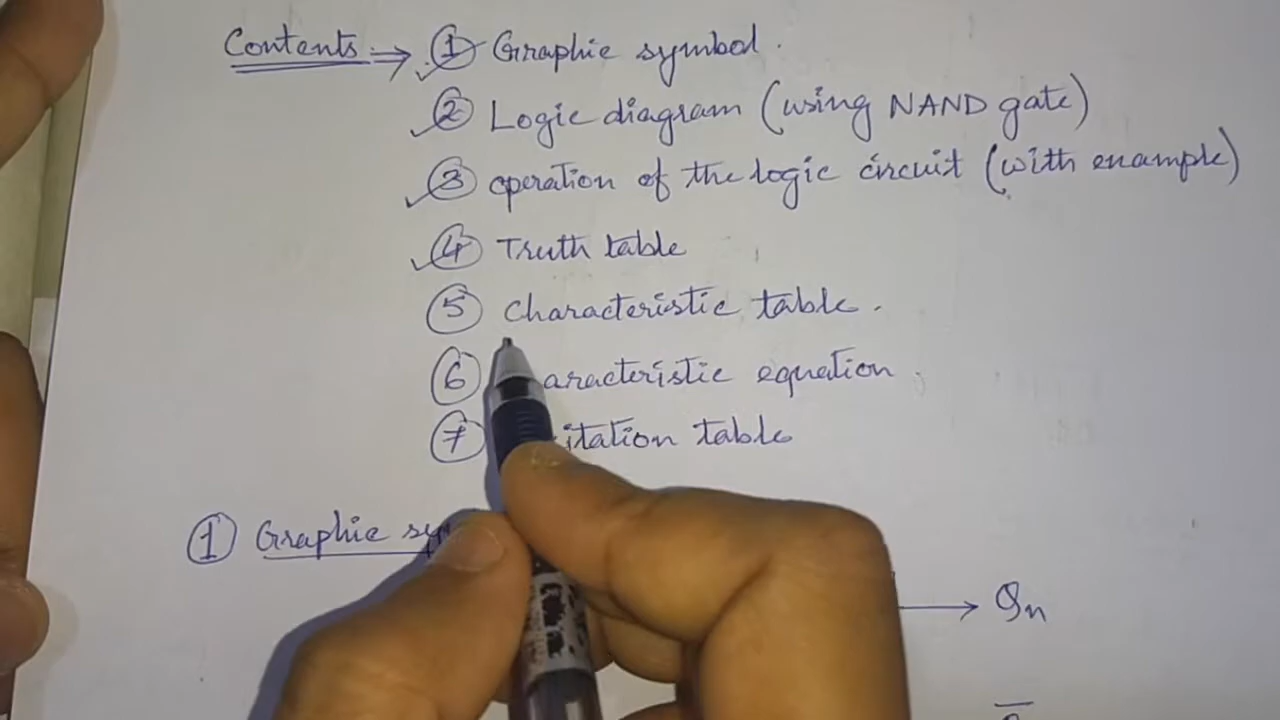 Contents → ① Graphic symbol.
② Logic diagram (using NAND gate)
③ operation of the logic circuit (with example)
④ Truth table
⑤ Characteristic table.
⑥ aracteristic equation.
⑦ itation table
① Graphic sy
Qn